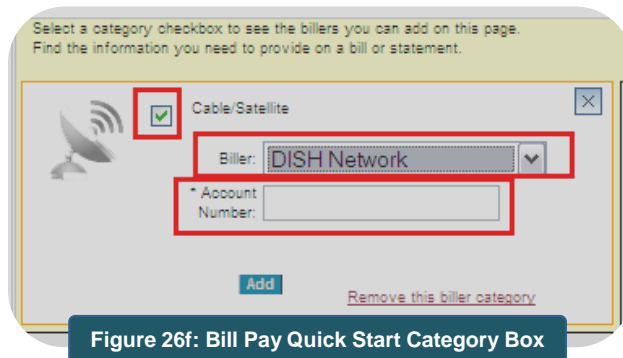 Select a category checkbox to see the billers you can add on this page.
Find the information you need to provide on a bill or statement.
Cable/Satellite
Biller: DISH Network
* Account
Number:
Add
Remove this biller category
Figure 26f: Bill Pay Quick Start Category Box